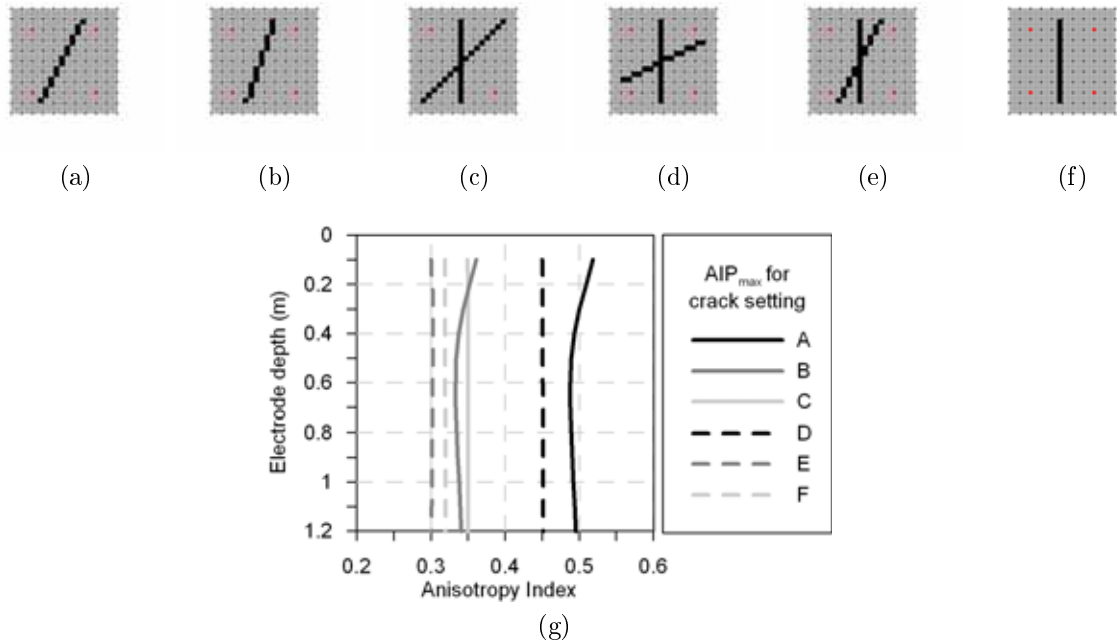 (a) (b) (c) (d) (e) (f)
0
0.2
0.4
0.6
0.8
1
1.2
Electrode depth (m)
0.2 0.3 0.4 0.5 0.6
Anisotropy Index
AIPmax for
crack setting
A
B
C
D
E
F
(g)